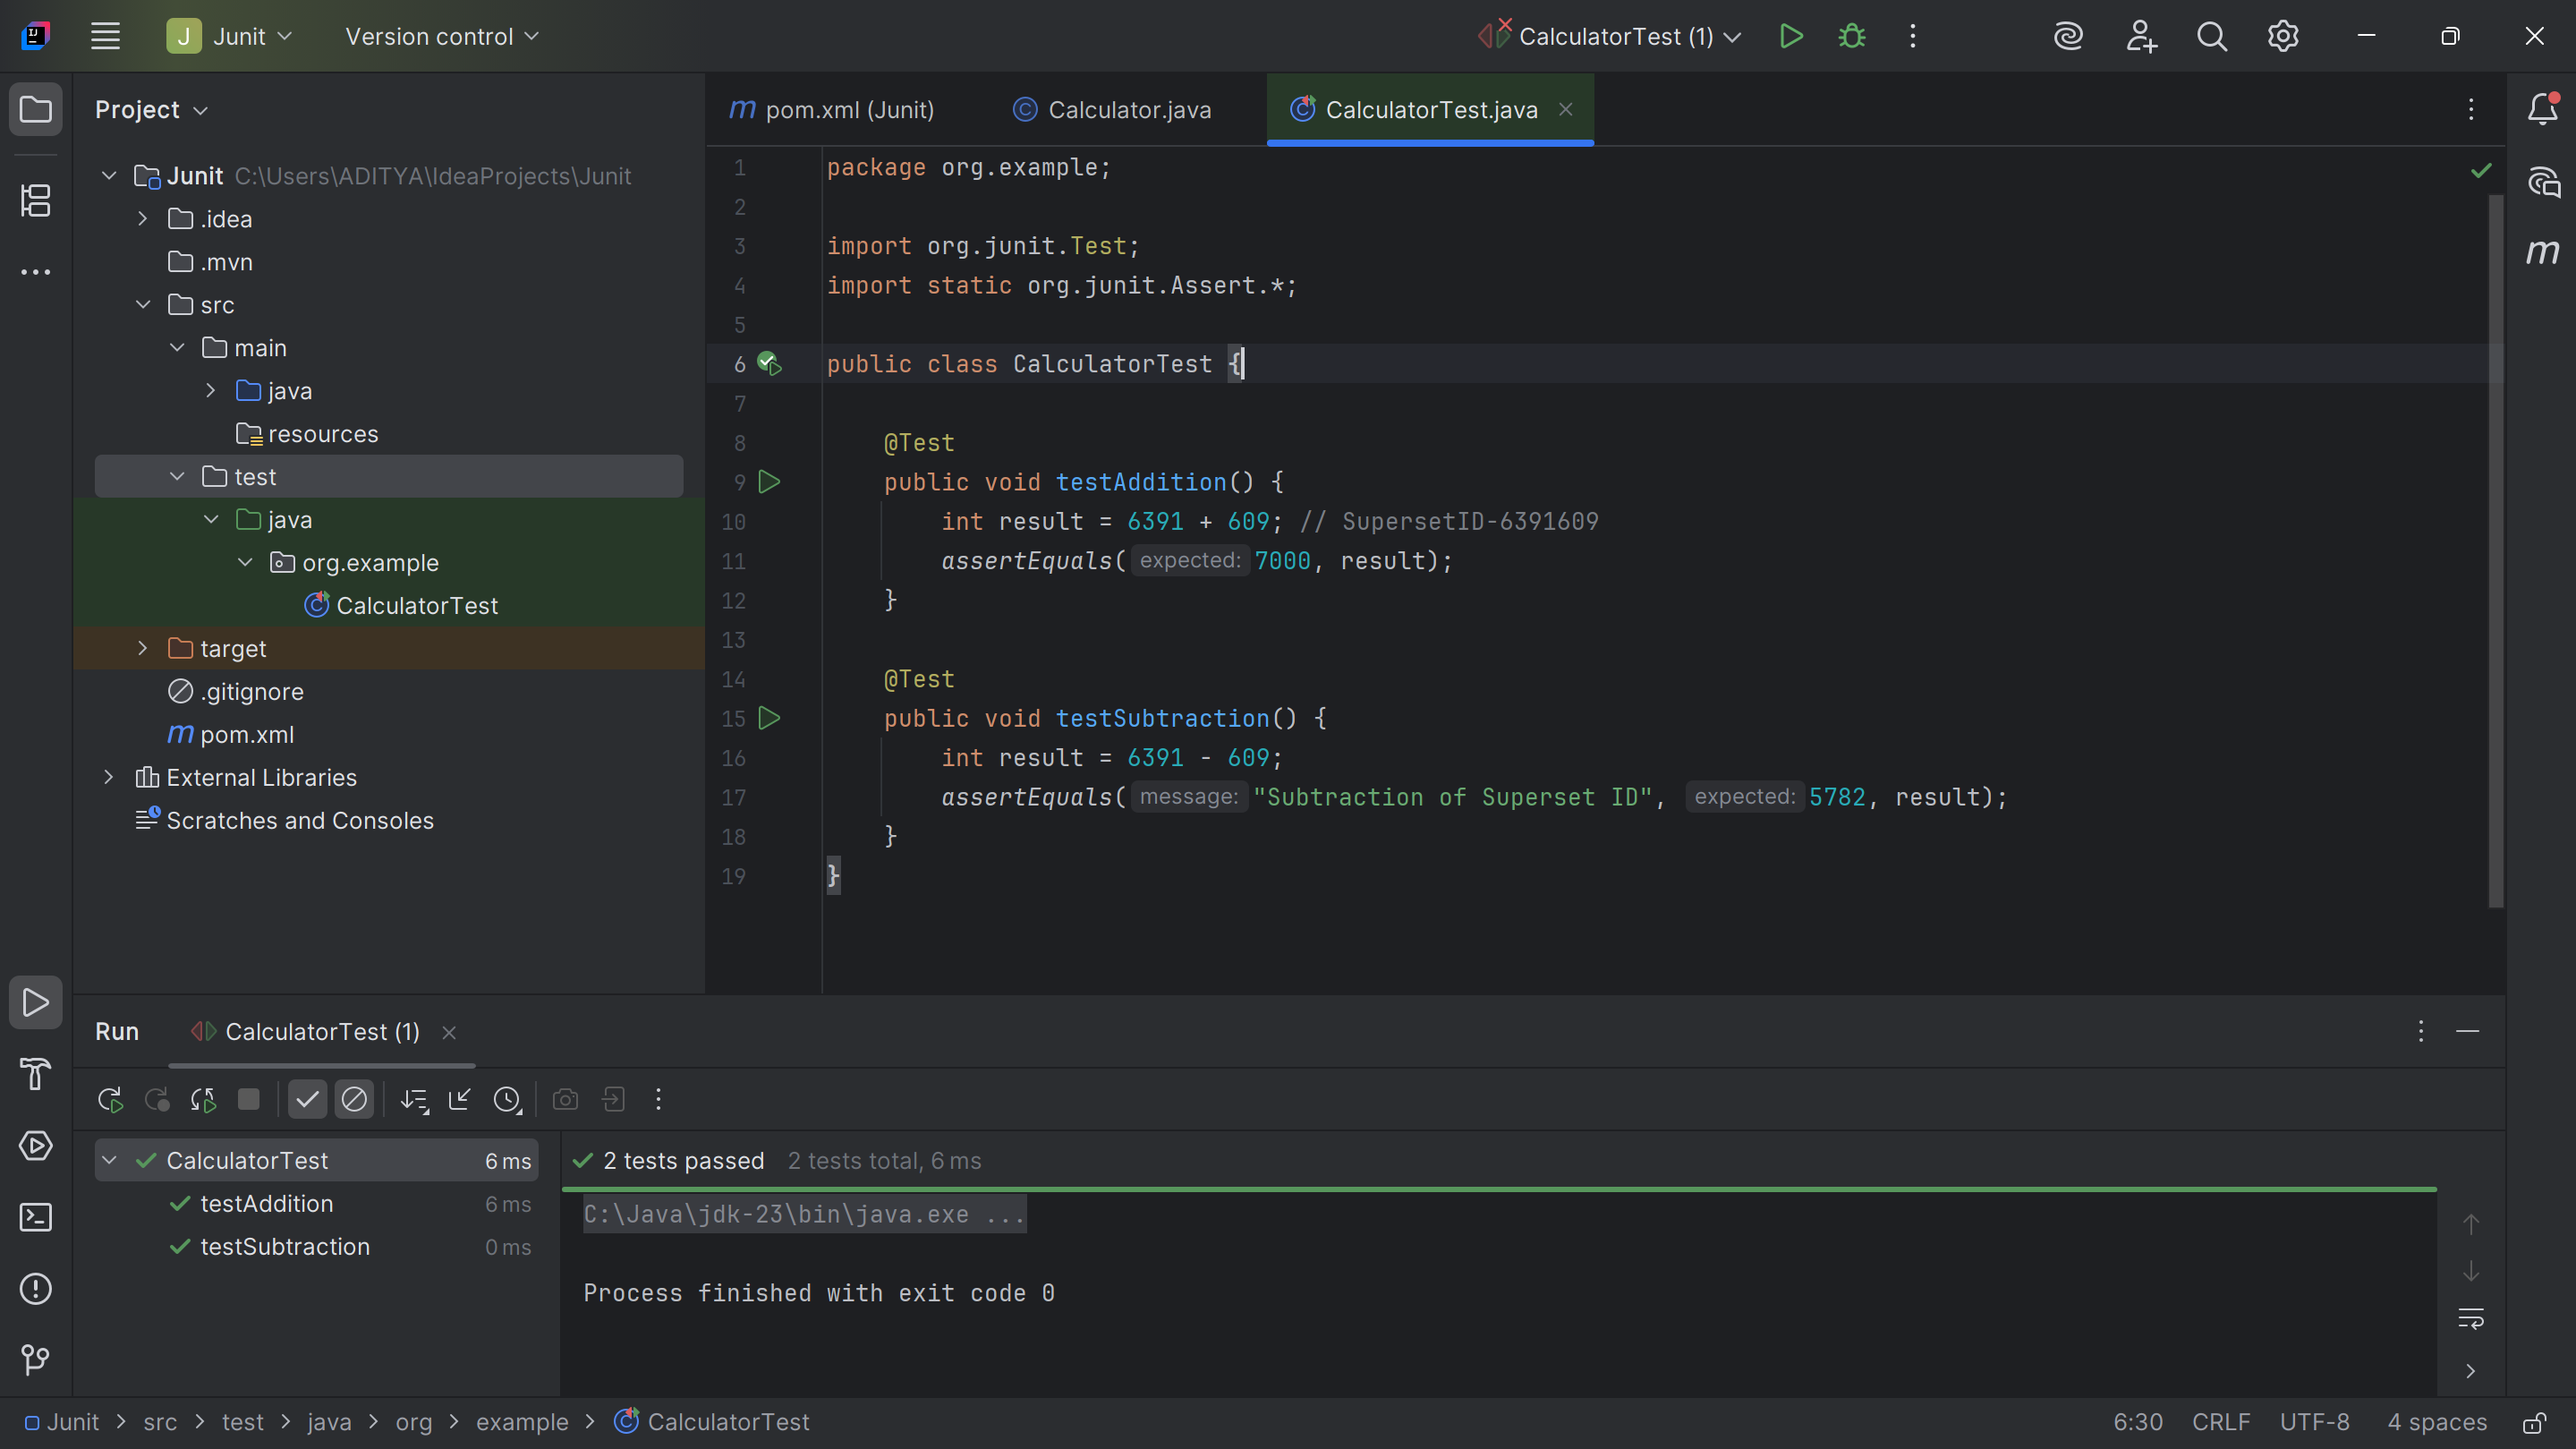 J Junit Version control CalculatorTest (1)
Project
Junit C:\Users\ADITYA\IdeaProjects\Junit
.idea
.mvn
src
main
java
resources
test
java
org.example
CalculatorTest
target
.gitignore
m pom.xml
External Libraries
Scratches and Consoles
m pom.xml (Junit) Calculator.java CalculatorTest.java
1 package org.example;
2
3 import org.junit.Test;
4 import static org.junit.Assert.*;
5
6 public class CalculatorTest {
7
8 @Test
9 public void testAddition() {
10 int result = 6391 + 609; // SupersetID-6391609
11 assertEquals( expected: 7000, result);
12 }
13
14 @Test
15 public void testSubtraction() {
16 int result = 6391 - 609;
17 assertEquals( message: "Subtraction of Superset ID", expected: 5782, result);
18 }
19 }
m
Run CalculatorTest (1)
CalculatorTest 6 ms
testAddition 6 ms
testSubtraction 0 ms
2 tests passed 2 tests total, 6 ms
C:\Java\jdk-23\bin\java.exe ...
Process finished with exit code 0
Junit > src > test > java > org > example > CalculatorTest 6:30 CRLF UTF-8 4 spaces